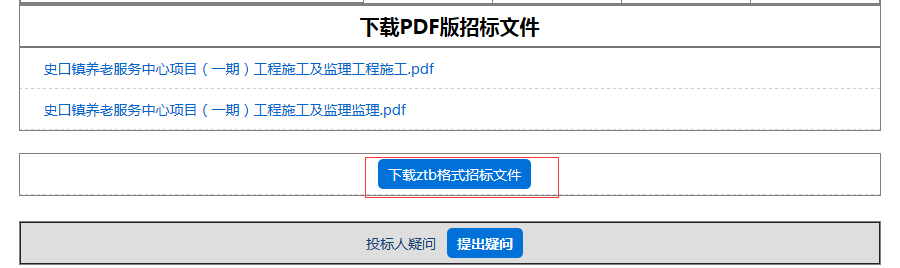 下载PDF版招标文件
史口镇养老服务中心项目（一期）工程施工及监理工程施工.pdf
史口镇养老服务中心项目（一期）工程施工及监理监理.pdf
下载ztb格式招标文件
投标人疑问 提出疑问